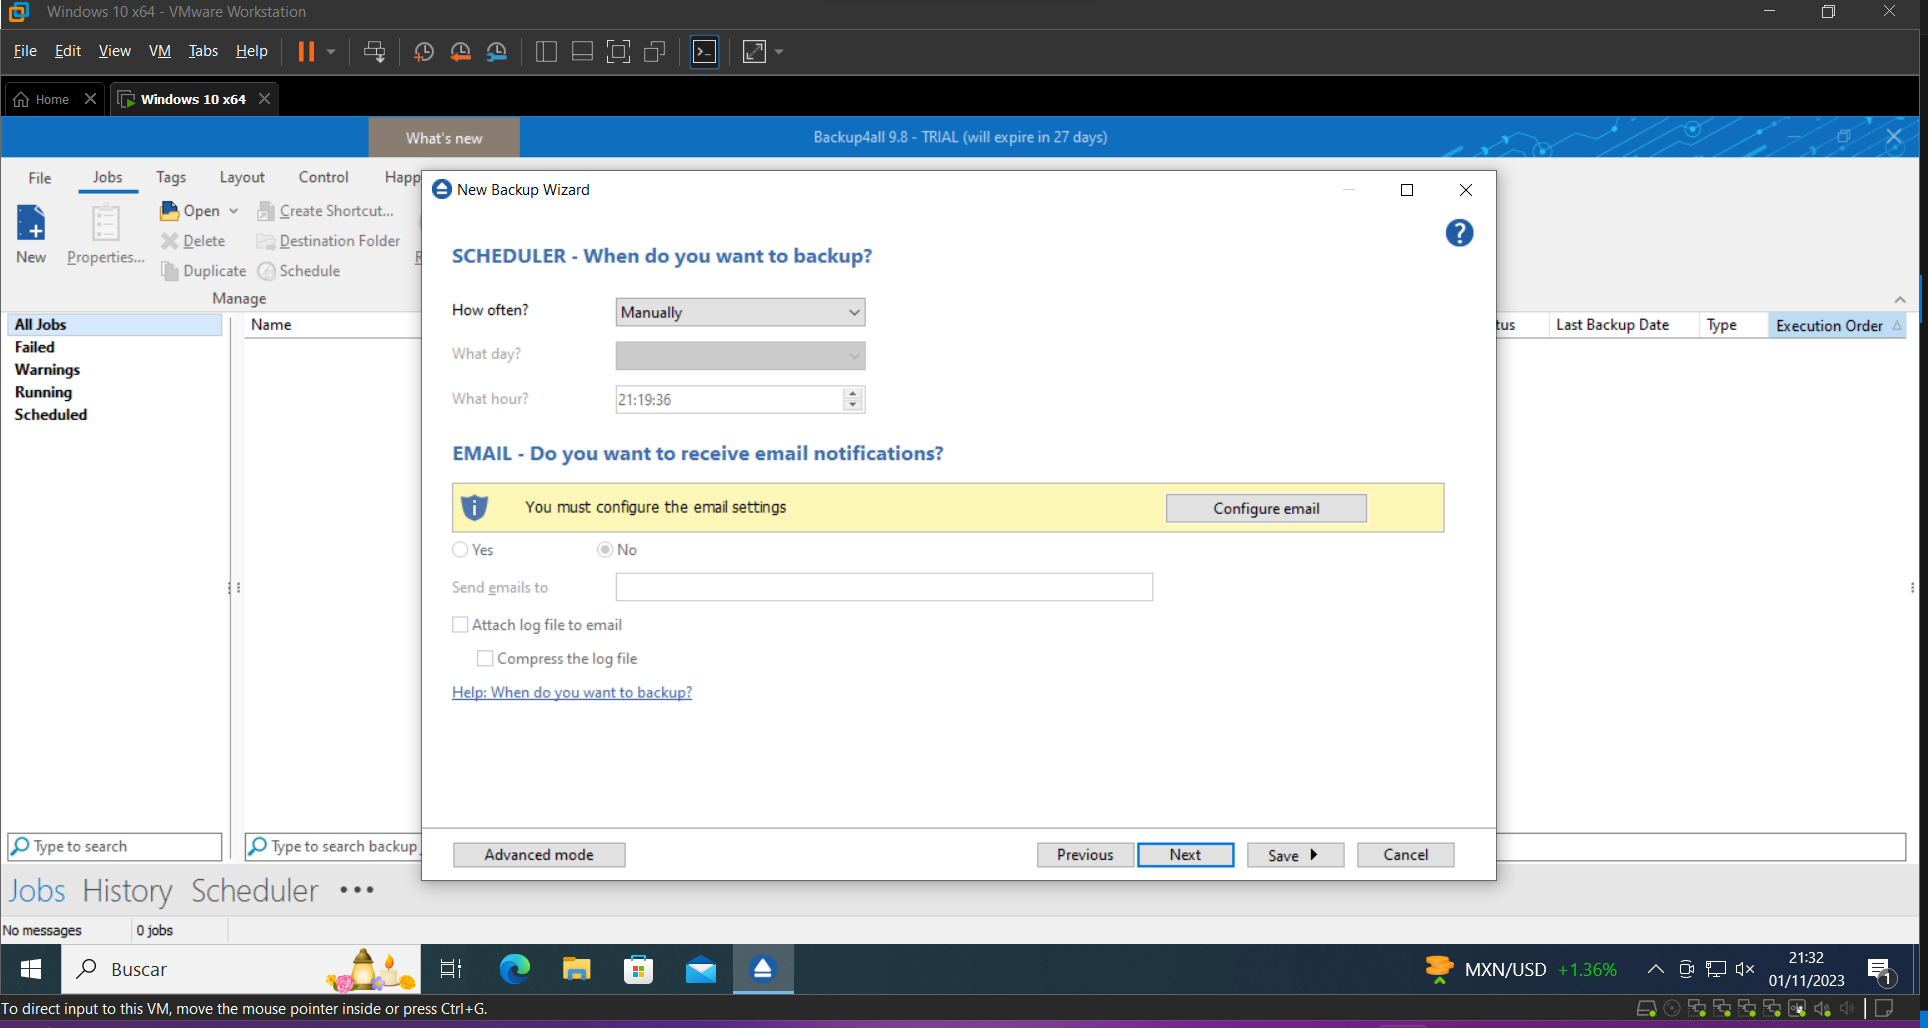 Windows 10 x64 - VMware Workstation
File Edit View VM Tabs Help
Home Windows 10 x64
What's new Backup4all 9.8 - TRIAL (will expire in 27 days)
File Jobs Tags Layout Control Happ
New
Properties...
Open
Delete
Duplicate
Create Shortcut...
Destination Folder
Schedule
Manage
All Jobs
Failed
Warnings
Running
Scheduled
Name
tus Last Backup Date Type Execution Order
New Backup Wizard
?
SCHEDULER - When do you want to backup?
How often? Manually
What day?
What hour? 21:19:36
EMAIL - Do you want to receive email notifications?
You must configure the email settings Configure email
Yes No
Send emails to
Attach log file to email
Compress the log file
Help: When do you want to backup?
Advanced mode Previous Next Save Cancel
Type to search
Type to search backup
Jobs History Scheduler •••
No messages 0 jobs
Buscar
MXN/USD +1.36%
21:32
01/11/2023
1
To direct input to this VM, move the mouse pointer inside or press Ctrl+G.